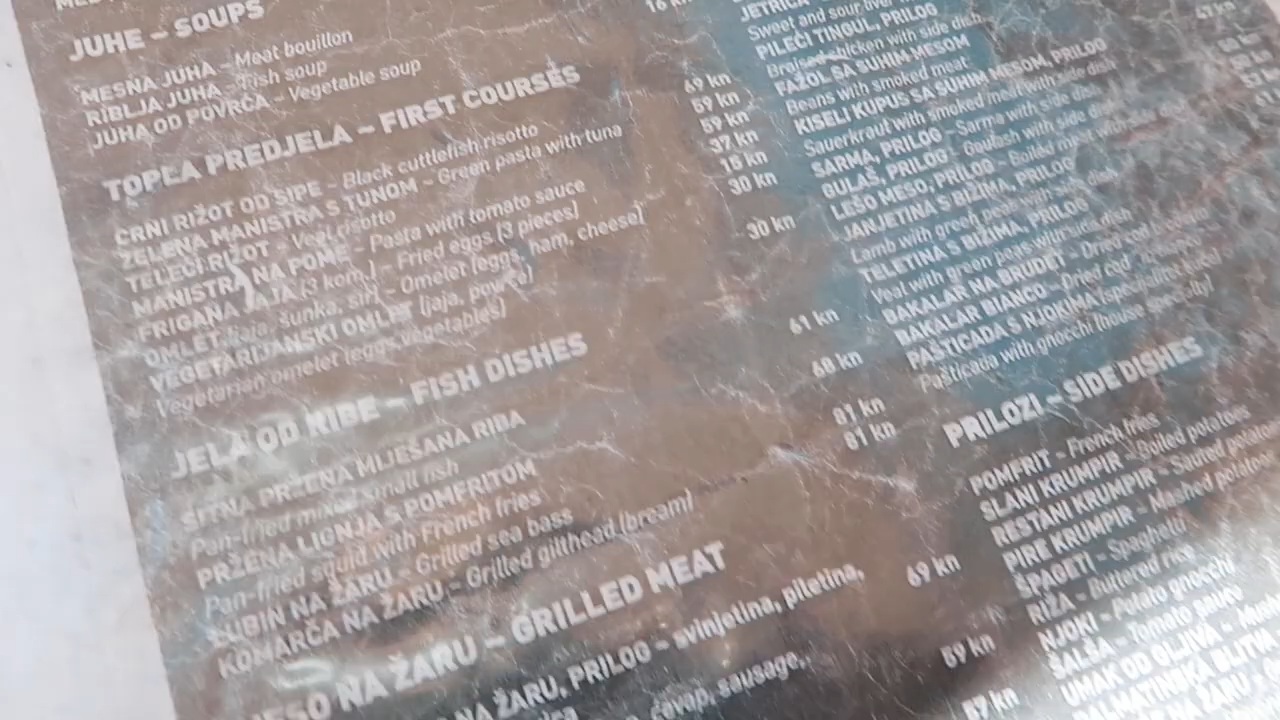 JUHE – SOUPS
16 kn
MESNA JUHA – Meat bouillon
RIBLJA JUHA – Fish soup
JUHA OD POVRĆA – Vegetable soup
TOPLA PREDJELA – FIRST COURSES
CRNI RIŽOT OD SIPE – Black cuttlefish risotto
69 kn
ZELENA MANISTRA S TUNOM – Green pasta with tuna
59 kn
TELEĆI RIŽOT – Veal risotto
59 kn
MANISTRA NA POME – Pasta with tomato sauce
37 kn
FRIGANA JAJA (3 kom.) – Fried eggs (3 pieces)
15 kn
OMLET (jaja, šunka, sir) – Omelet (eggs, ham, cheese)
30 kn
VEGETARIJANSKI OMLET (jaja, povrće)
Vegetarian omelet (eggs, vegetables)
30 kn
JELA OD RIBE – FISH DISHES
SITNA PRŽENA MIJEŠANA RIBA
Pan-fried mixed small fish
61 kn
PRŽENA LIGNJA S POMFRITOM
Pan-fried squid with French fries
68 kn
LUBIN NA ŽARU – Grilled sea bass
81 kn
KOMARČA NA ŽARU – Grilled gilthead (bream)
81 kn
MESO NA ŽARU – GRILLED MEAT
NA ŽARU, PRILOG – svinjetina, piletina,
69 kn
čevap, sausage,
59 kn
57 kn
JETRICA
Sweet and sour liver
PILEĆI TINGUL, PRILOG
Braised chicken with side dish
FAŽOL SA SUHIM MESOM
Beans with smoked meat
KISELI KUPUS SA SUHIM MESOM, PRILOG
Sauerkraut with smoked meat with side dish
SARMA, PRILOG – Sarma with side dish
GULAŠ, PRILOG – Goulash with side dish
LEŠO MESO, PRILOG – Boiled meat with side dish
JANJETINA S BIŽIMA, PRILOG
Lamb with green peas with side dish
TELETINA S BIŽIMA, PRILOG
Veal with green peas with side dish
BAKALAR NA BRUDET – Dried cod
BAKALAR BIANCO – Dried cod
PAŠTICADA S NJOKIMA (specijalitet kuće)
Pašticada with gnocchi (house specialty)
PRILOZI – SIDE DISHES
POMFRIT – French fries
SLANI KRUMPIR – Boiled potatoes
RESTANI KRUMPIR – Sauted potatoes
PIRE KRUMPIR – Mashed potatoes
ŠPAGETI – Spaghetti
RIŽA – Buttered rice
NJOKI – Potato gnocchi
ŠALŠA – Tomato sauce
UMAK OD GLJIVA
DALMATINSKA BLITVA
NA ŽARU